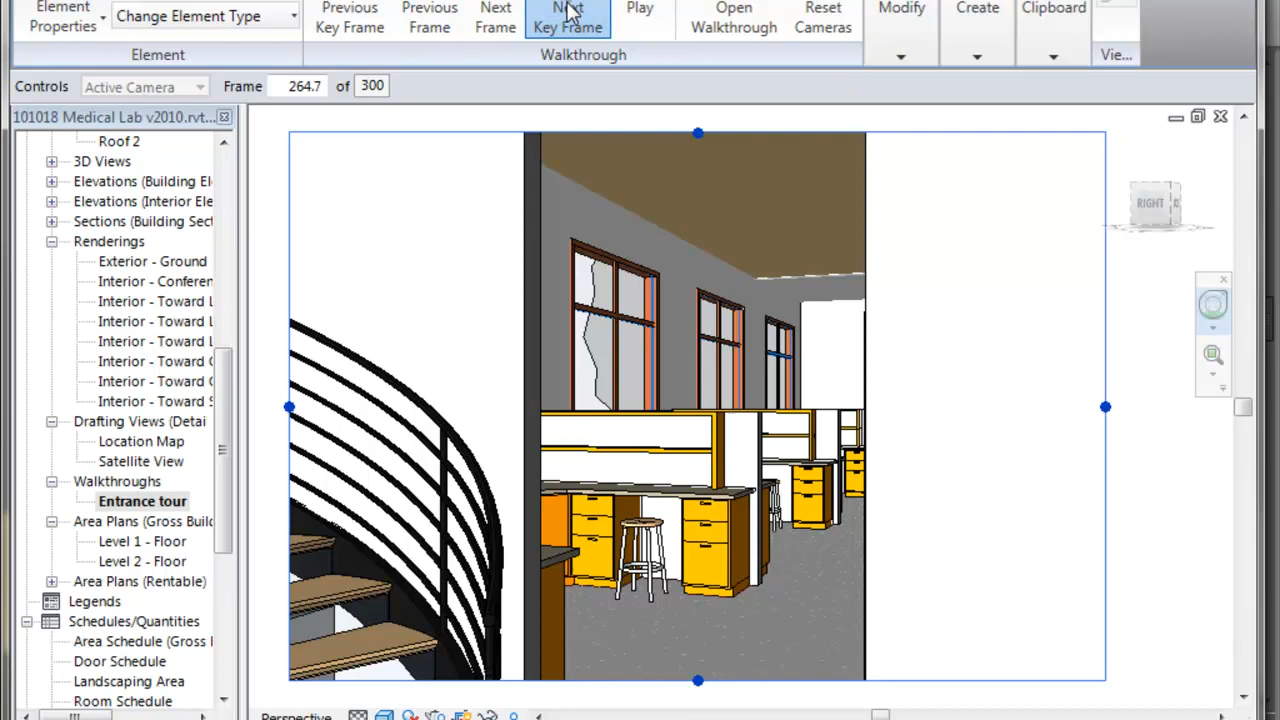 Element
Properties
Change Element Type
Previous
Key Frame
Previous
Frame
Next
Frame
Next
Key Frame
Play
Open
Walkthrough
Reset
Cameras
Modify
Create
Clipboard
Element
Walkthrough
Vie...
Controls
Active Camera
Frame
264.7
of
300
101018 Medical Lab v2010.rvt...
Roof 2
3D Views
Elevations (Building El
Elevations (Interior Ele
Sections (Building Sect
Renderings
Exterior - Ground
Interior - Conferen
Interior - Toward L
Interior - Toward L
Interior - Toward L
Interior - Toward C
Interior - Toward C
Interior - Toward S
Drafting Views (Detai
Location Map
Satellite View
Walkthroughs
Entrance tour
Area Plans (Gross Build
Level 1 - Floor
Level 2 - Floor
Area Plans (Rentable)
Legends
Schedules/Quantities
Area Schedule (Gross I
Door Schedule
Landscaping Area
Room Schedule
RIGHT
Perspective